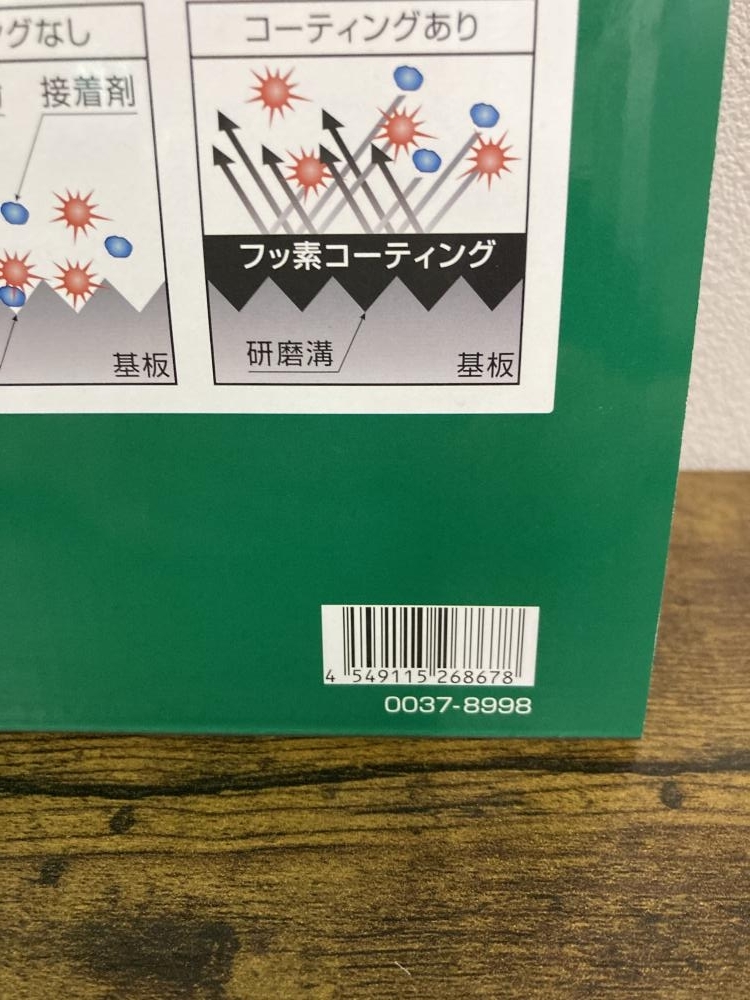 グなし
接着剤
基板
コーティングあり
フッ素コーティング
研磨溝
基板
4 549115 268678
0037-8998